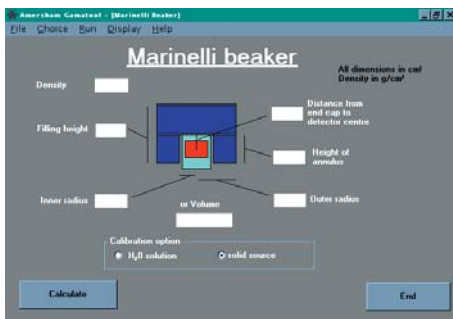 Amersham Gamatool - [Marinelli Beaker]
File Choice Run Display Help
Marinelli beaker
All dimensions in cm!
Density in g/cm³
Density
Distance from
end cap to
detector centre
Filling height
Height of
annulus
Inner radius
or Volume
Outer radius
Calibration option
H₂0 solution
solid source
Calculate
End